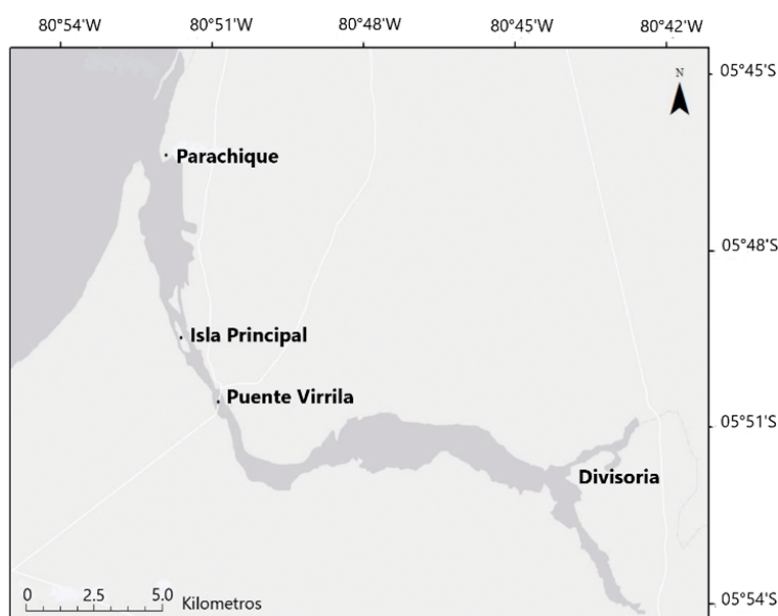 80°54'W 80°51'W 80°48'W 80°45'W 80°42'W
05°45'S
N
Parachique
05°48'S
Isla Principal
Puente Virrila
05°51'S
Divisoria
0 2.5 5.0 Kilometros
05°54'S